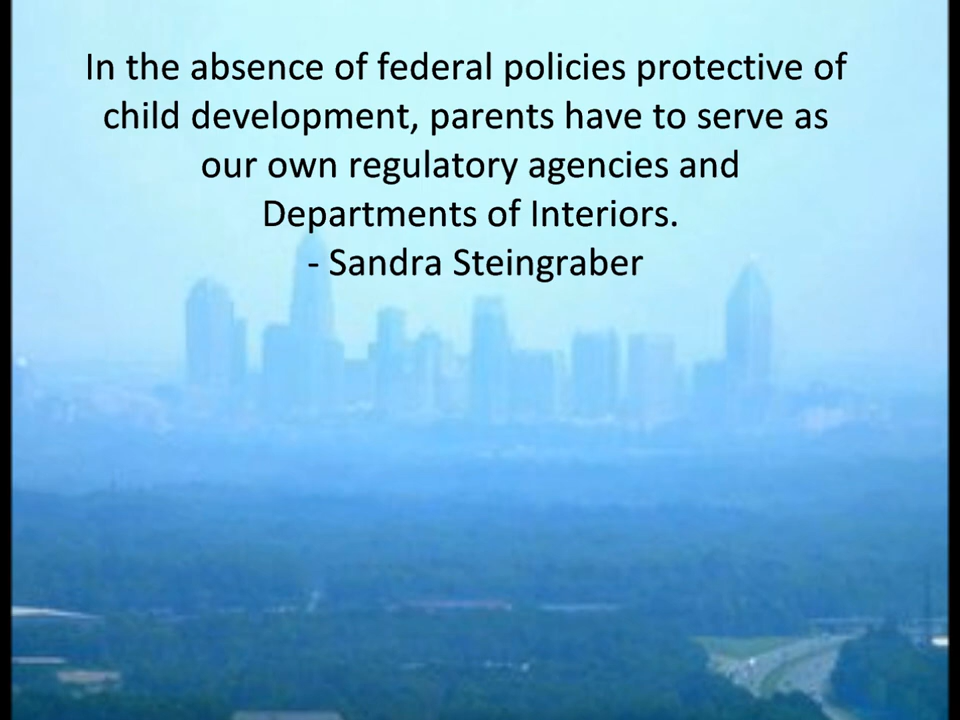 In the absence of federal policies protective of
child development, parents have to serve as
our own regulatory agencies and
Departments of Interiors.
- Sandra Steingraber